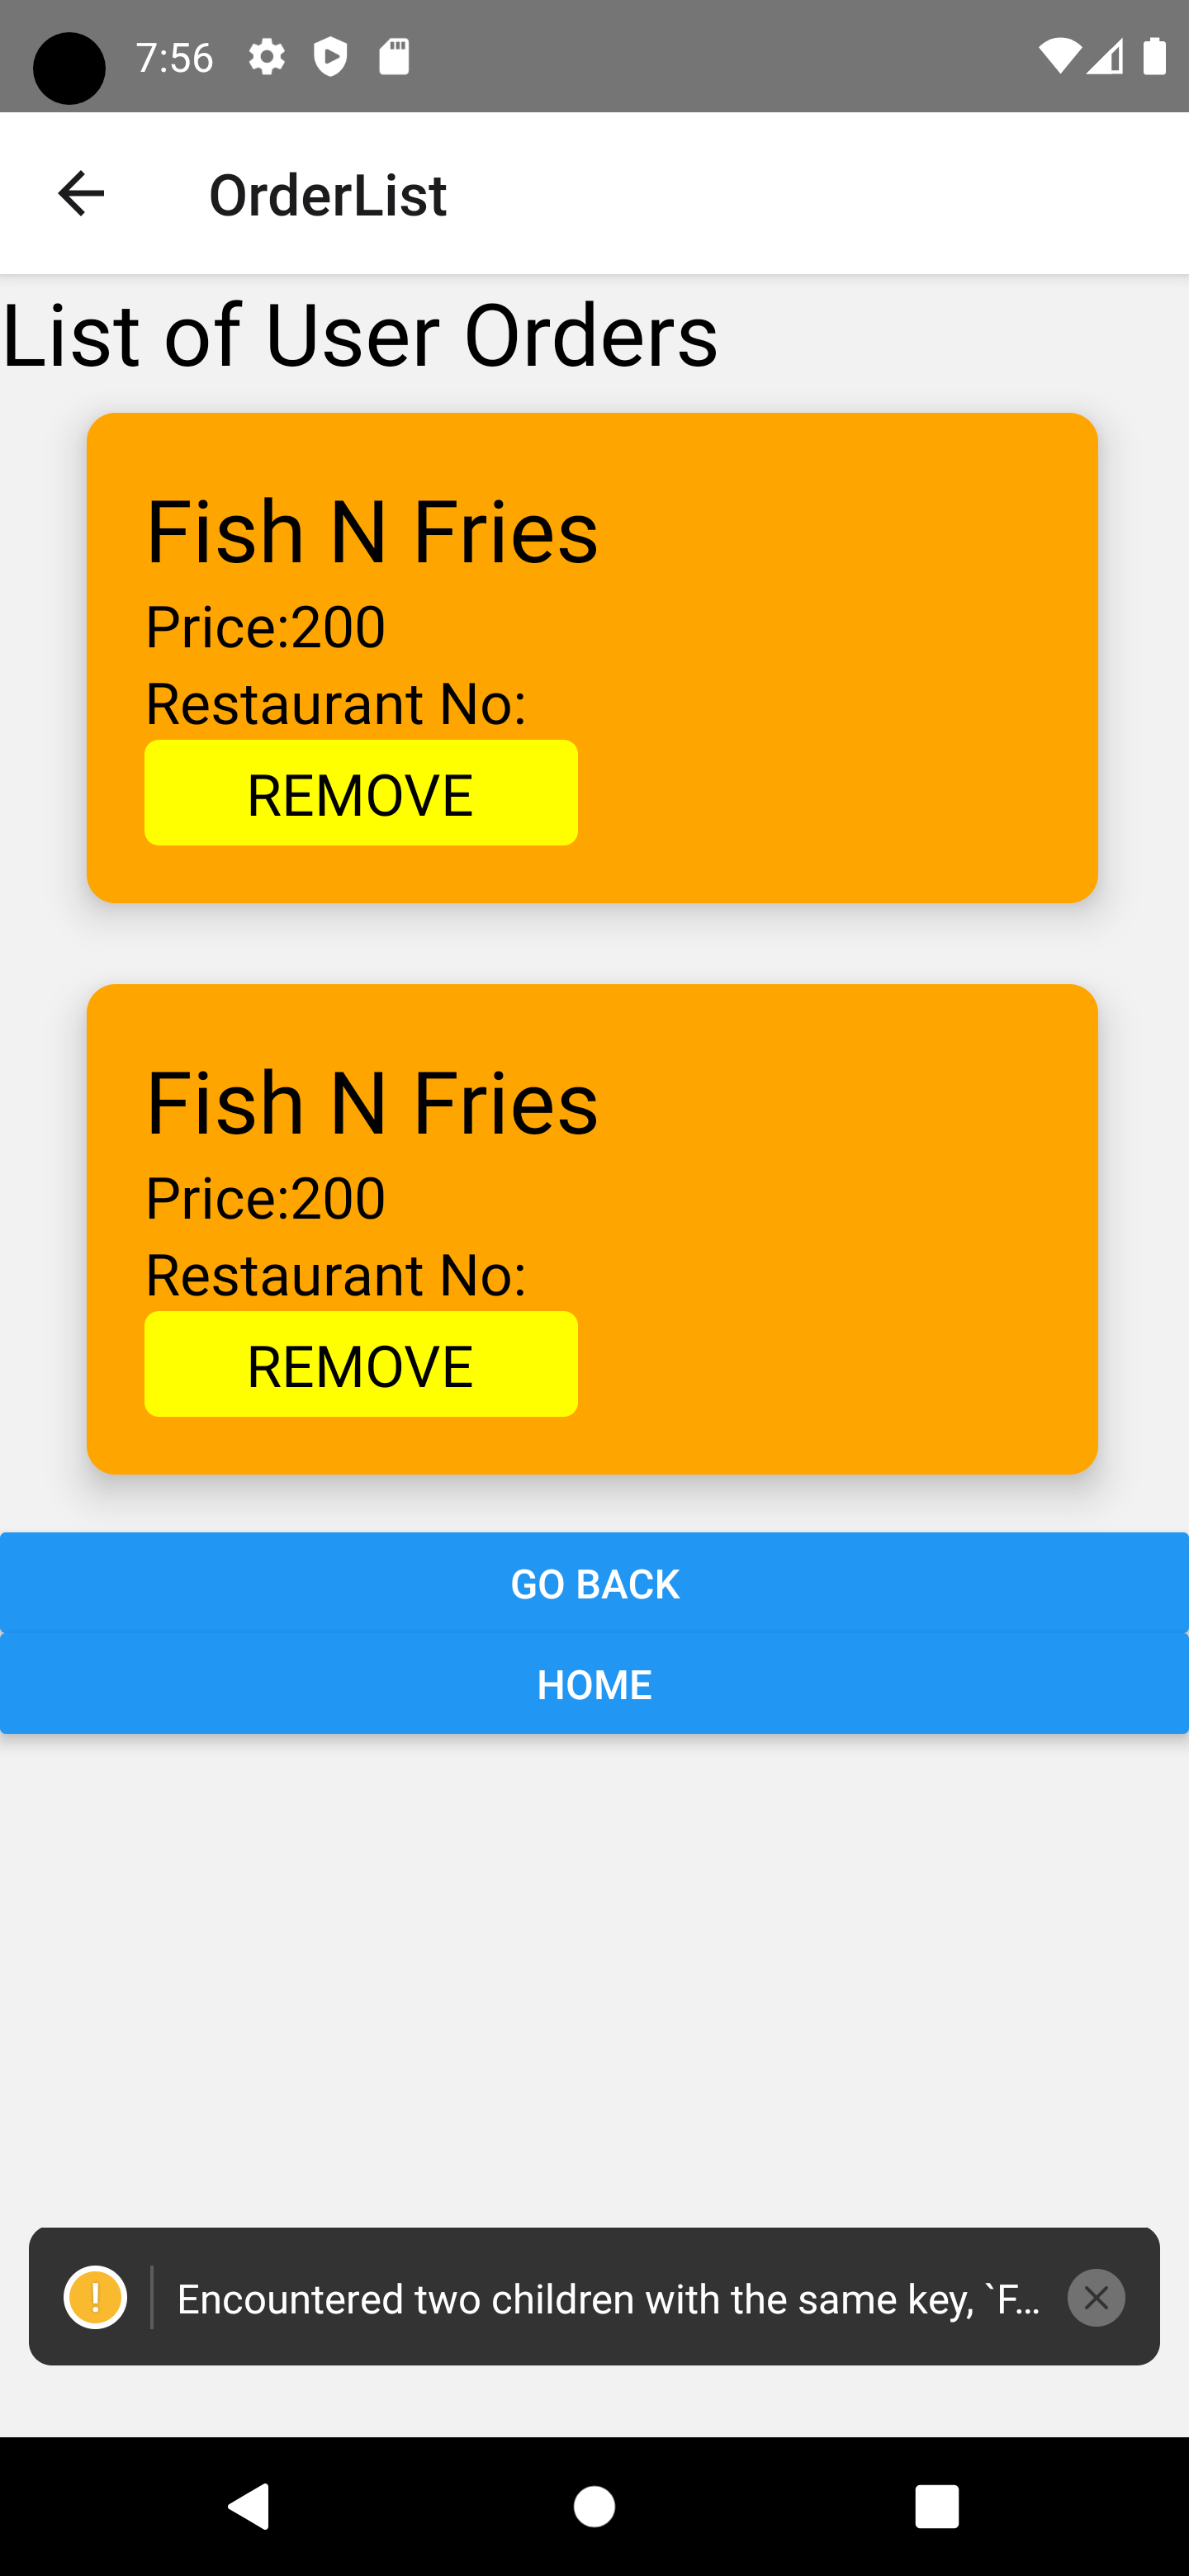 7:56
OrderList
List of User Orders
Fish N Fries
Price:200
Restaurant No:
REMOVE
Fish N Fries
Price:200
Restaurant No:
REMOVE
GO BACK
HOME
! Encountered two children with the same key, `F...